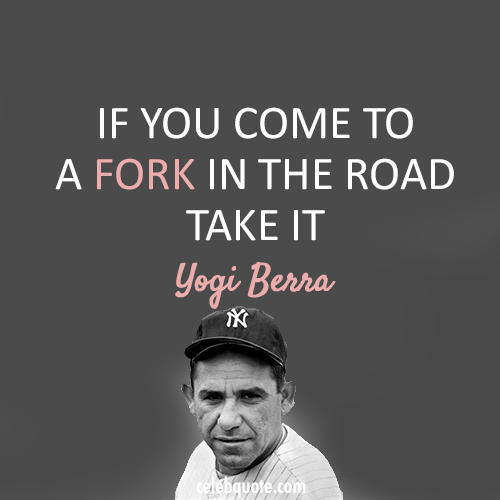 IF YOU COME TO
A FORK IN THE ROAD
TAKE IT
Yogi Berra
NY
celebquote.com